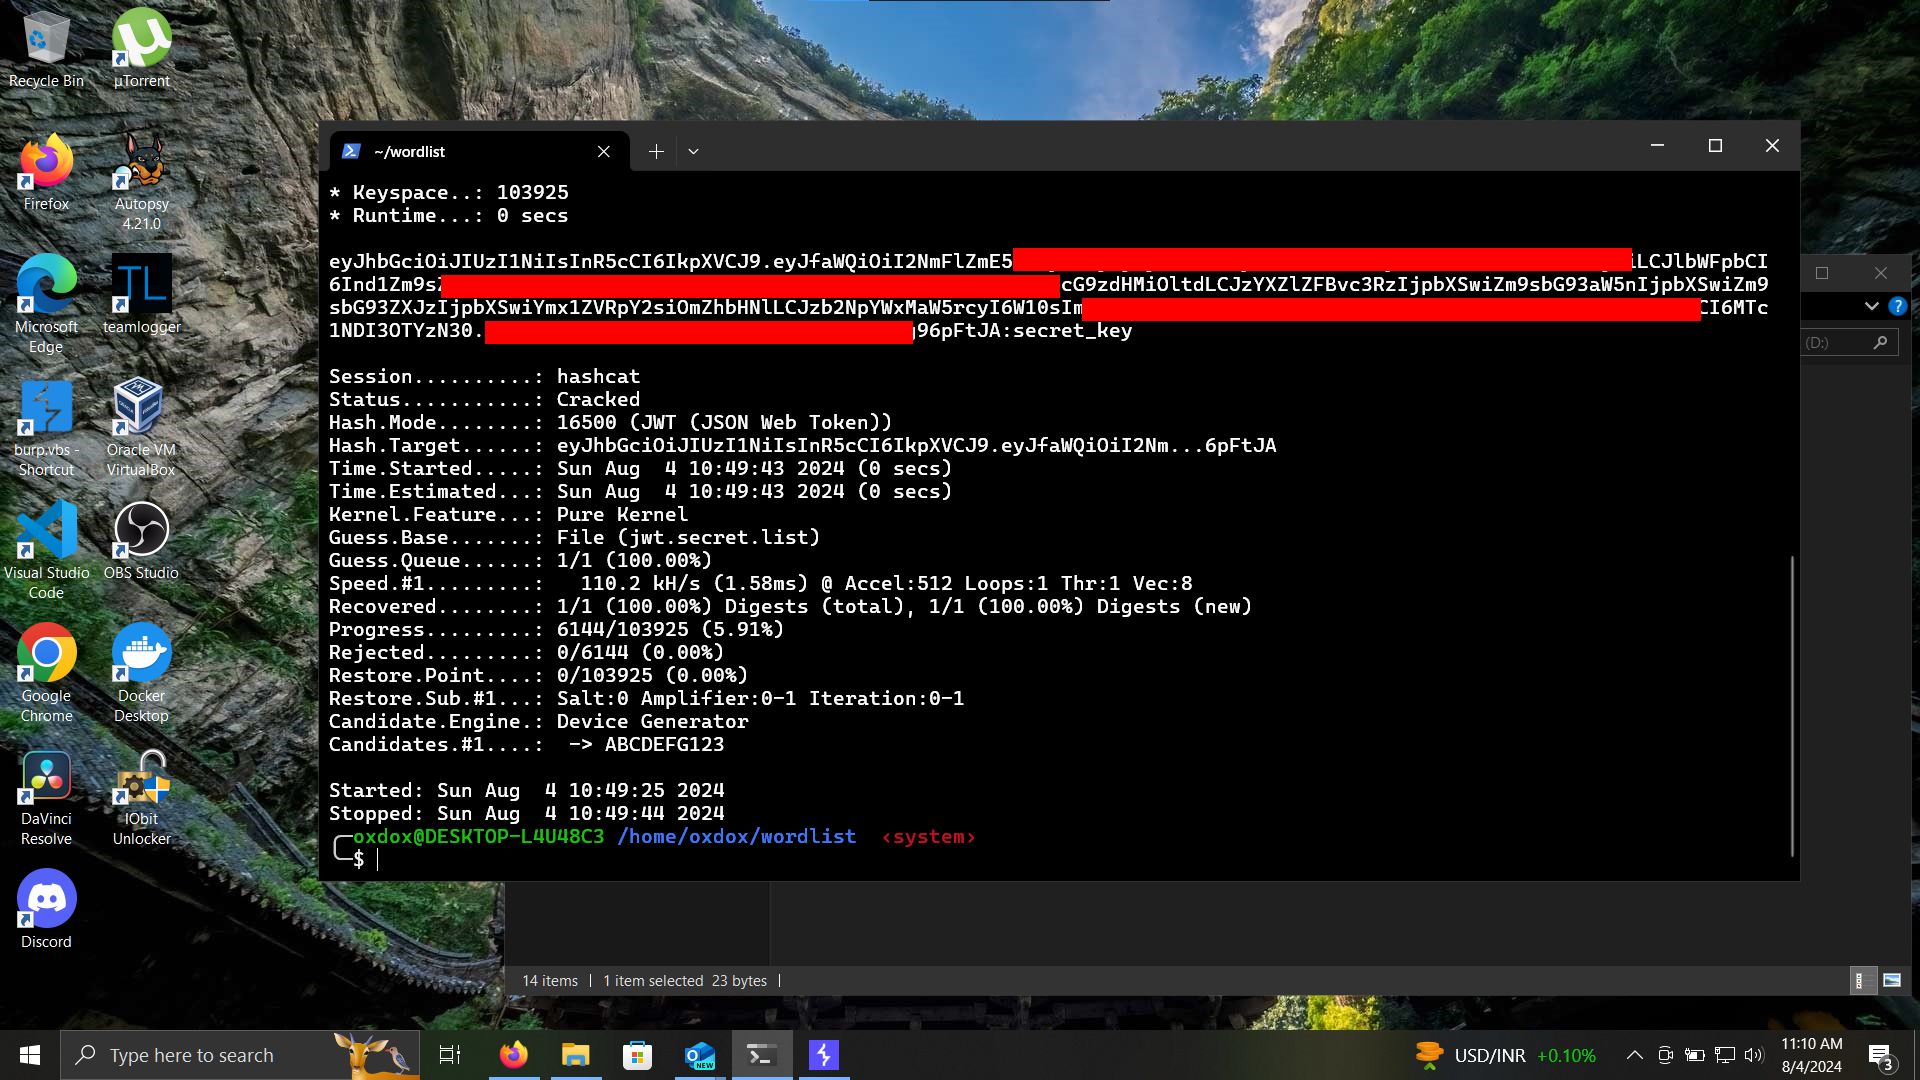 Recycle Bin
µTorrent
Firefox
Autopsy
4.21.0
Microsoft
Edge
teamlogger
burp.vbs -
Shortcut
Oracle VM
VirtualBox
Visual Studio
Code
OBS Studio
Google
Chrome
Docker
Desktop
DaVinci
Resolve
IObit
Unlocker
Discord
~/wordlist
* Keyspace..: 103925
* Runtime...: 0 secs
eyJhbGciOiJIUzI1NiIsInR5cCI6IkpXVCJ9.eyJfaWQiOiI2NmFlZmE5 iLCJlbWFpbCI
6Ind1Zm9s cG9zdHMiOltdLCJzYXZlZFBvc3RzIjpbXSwiZm9sbG93aW5nIjpbXSwiZm9
sbG93ZXJzIjpbXSwiYmx1ZVRpY2siOmZhbHNlLCJzb2NpYWxMaW5rcyI6W10sIm CI6MTc
1NDI3OTYzN30. g96pFtJA:secret_key
Session..........: hashcat
Status...........: Cracked
Hash.Mode........: 16500 (JWT (JSON Web Token))
Hash.Target......: eyJhbGciOiJIUzI1NiIsInR5cCI6IkpXVCJ9.eyJfaWQiOiI2Nm...6pFtJA
Time.Started.....: Sun Aug  4 10:49:43 2024 (0 secs)
Time.Estimated...: Sun Aug  4 10:49:43 2024 (0 secs)
Kernel.Feature...: Pure Kernel
Guess.Base.......: File (jwt.secret.list)
Guess.Queue......: 1/1 (100.00%)
Speed.#1.........:   110.2 kH/s (1.58ms) @ Accel:512 Loops:1 Thr:1 Vec:8
Recovered........: 1/1 (100.00%) Digests (total), 1/1 (100.00%) Digests (new)
Progress.........: 6144/103925 (5.91%)
Rejected.........: 0/6144 (0.00%)
Restore.Point....: 0/103925 (0.00%)
Restore.Sub.#1...: Salt:0 Amplifier:0-1 Iteration:0-1
Candidate.Engine.: Device Generator
Candidates.#1....:  -> ABCDEFG123
Started: Sun Aug  4 10:49:25 2024
Stopped: Sun Aug  4 10:49:44 2024
oxdox@DESKTOP-L4U48C3 /home/oxdox/wordlist  <system>
$
(D:)
14 items | 1 item selected 23 bytes |
Type here to search
NEW
USD/INR +0.10%
11:10 AM
8/4/2024
3